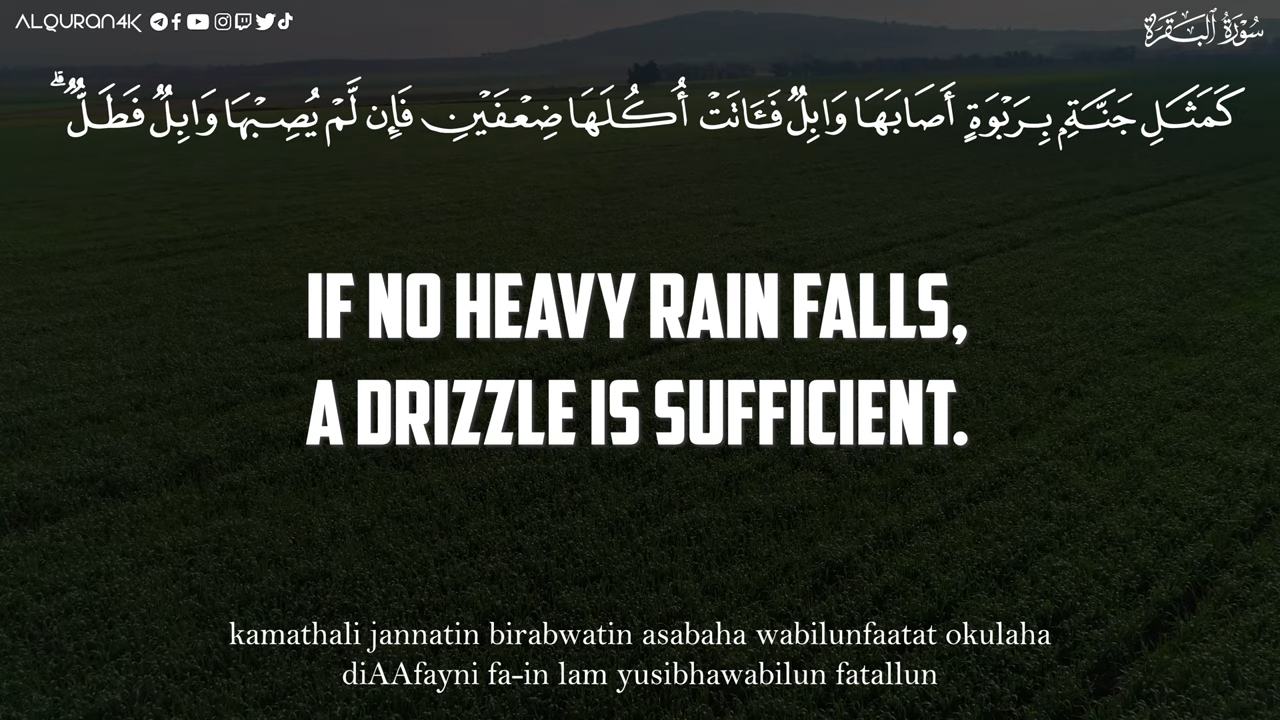 ALQURAN4K
سُورَةُ البَقَرَةِ
كَمَثَلِ جَنَّةٍۭ بِرَبْوَةٍ أَصَابَهَا وَابِلٌ فَـَٔاتَتْ أُكُلَهَا ضِعْفَيْنِ فَإِن لَّمْ يُصِبْهَا وَابِلٌ فَطَلٌّ ۗ
IF NO HEAVY RAIN FALLS,
A DRIZZLE IS SUFFICIENT.
kamathali jannatin birabwatin asabaha wabilunfaatat okulaha
diAAfayni fa-in lam yusibhawabilun fatallun